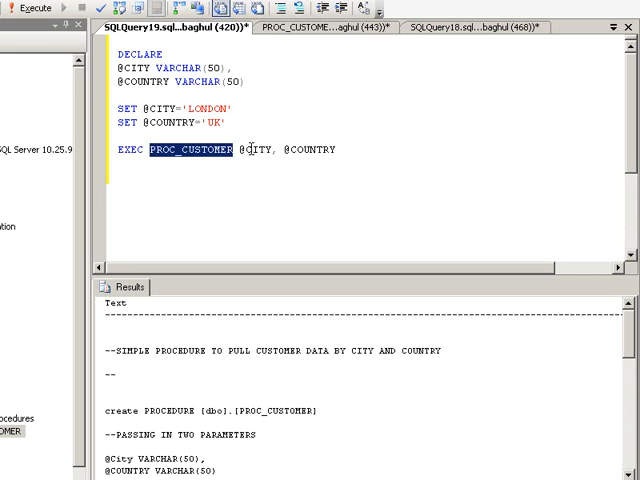 Execute
SQLQuery19.sql...baghul (420))*
PROC_CUSTOME...aghul (443))*
SQLQuery18.sql...baghul (468))*
DECLARE
@CITY VARCHAR(50),
@COUNTRY VARCHAR(50)
SET @CITY='LONDON'
SET @COUNTRY='UK'
EXEC PROC_CUSTOMER @CITY, @COUNTRY
SQL Server 10.25.9
ation
ocedures
OMER
Results
Text
--SIMPLE PROCEDURE TO PULL CUSTOMER DATA BY CITY AND COUNTRY
--
create PROCEDURE [dbo].[PROC_CUSTOMER]
--PASSING IN TWO PARAMETERS
@City VARCHAR(50),
@COUNTRY VARCHAR(50)